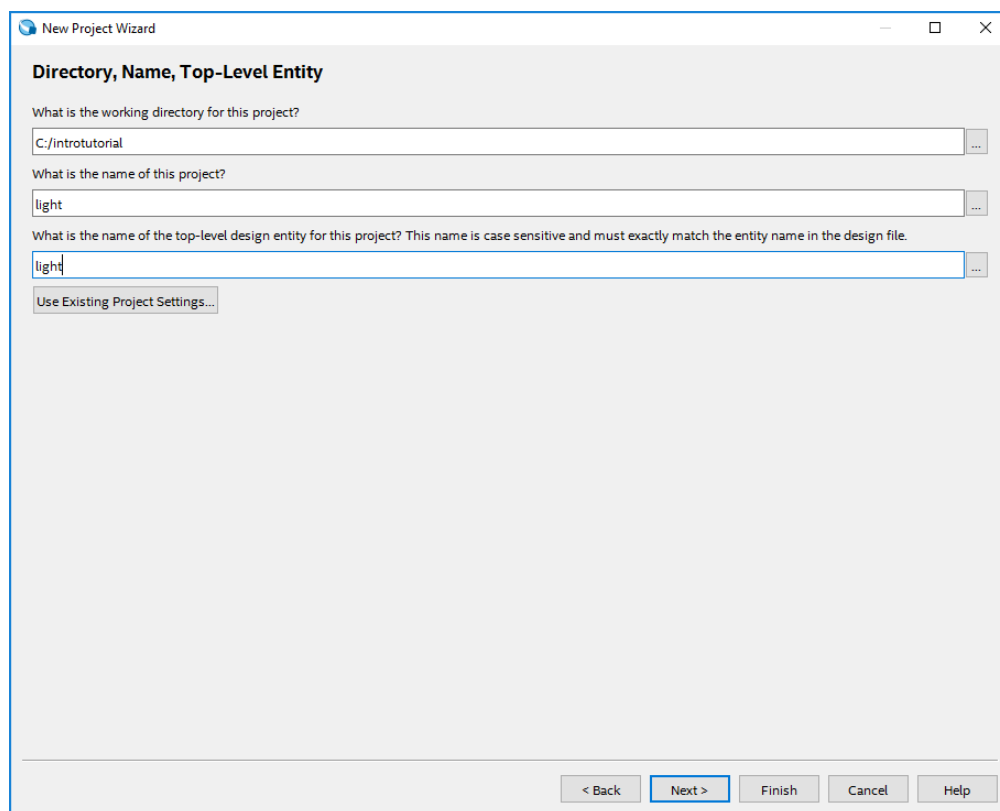 New Project Wizard
Directory, Name, Top-Level Entity
What is the working directory for this project?
C:/introtutorial
...
What is the name of this project?
light
...
What is the name of the top-level design entity for this project? This name is case sensitive and must exactly match the entity name in the design file.
light
...
Use Existing Project Settings...
< Back Next > Finish Cancel Help